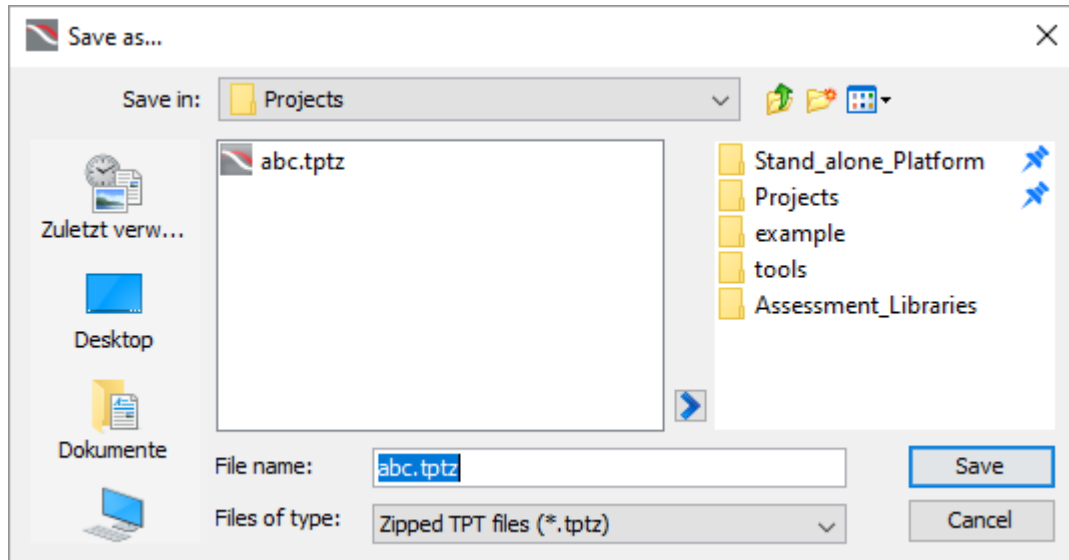 Save as...
Save in:
Projects
abc.tptz
Stand_alone_Platform
Projects
example
tools
Assessment_Libraries
Zuletzt verw...
Desktop
Dokumente
File name:
abc.tptz
Save
Files of type:
Zipped TPT files (*.tptz)
Cancel